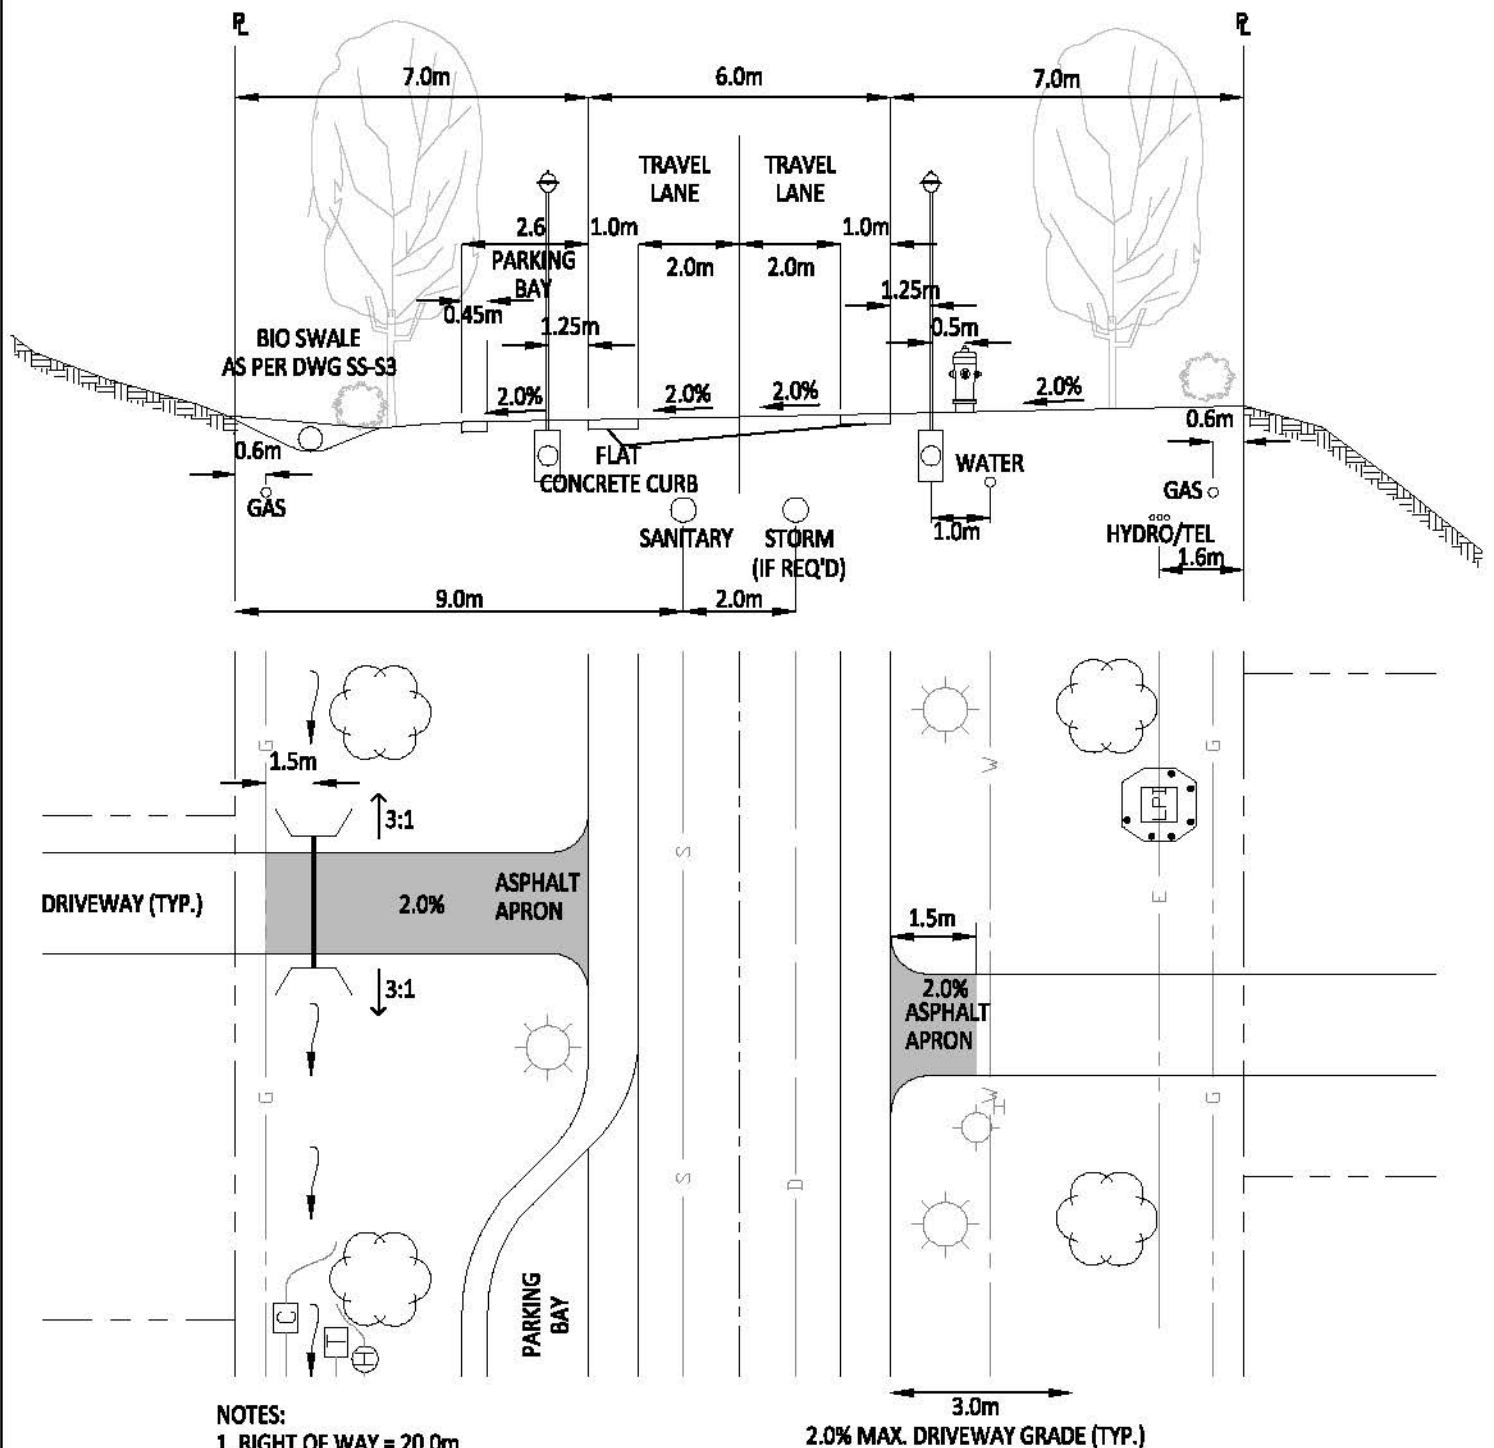 PL
PL
7.0m
6.0m
7.0m
TRAVEL
LANE
TRAVEL
LANE
2.6
1.0m
1.0m
PARKING
BAY
2.0m
2.0m
1.25m
0.45m
1.25m
0.5m
BIO SWALE
AS PER DWG SS-S3
2.0%
2.0%
2.0%
2.0%
0.6m
0.6m
FLAT
CONCRETE CURB
WATER
GAS
GAS
SANITARY
STORM
(IF REQ'D)
1.0m
HYDRO/TEL
1.6m
9.0m
2.0m
G
G
1.5m
W
3:1
LPT
S
DRIVEWAY (TYP.)
2.0%
ASPHALT
APRON
E
1.5m
3:1
2.0%
ASPHALT
APRON
G
W
H
G
S
D
C
T
H
PARKING
BAY
3.0m
2.0% MAX. DRIVEWAY GRADE (TYP.)
NOTES:
1. RIGHT OF WAY = 20.0m